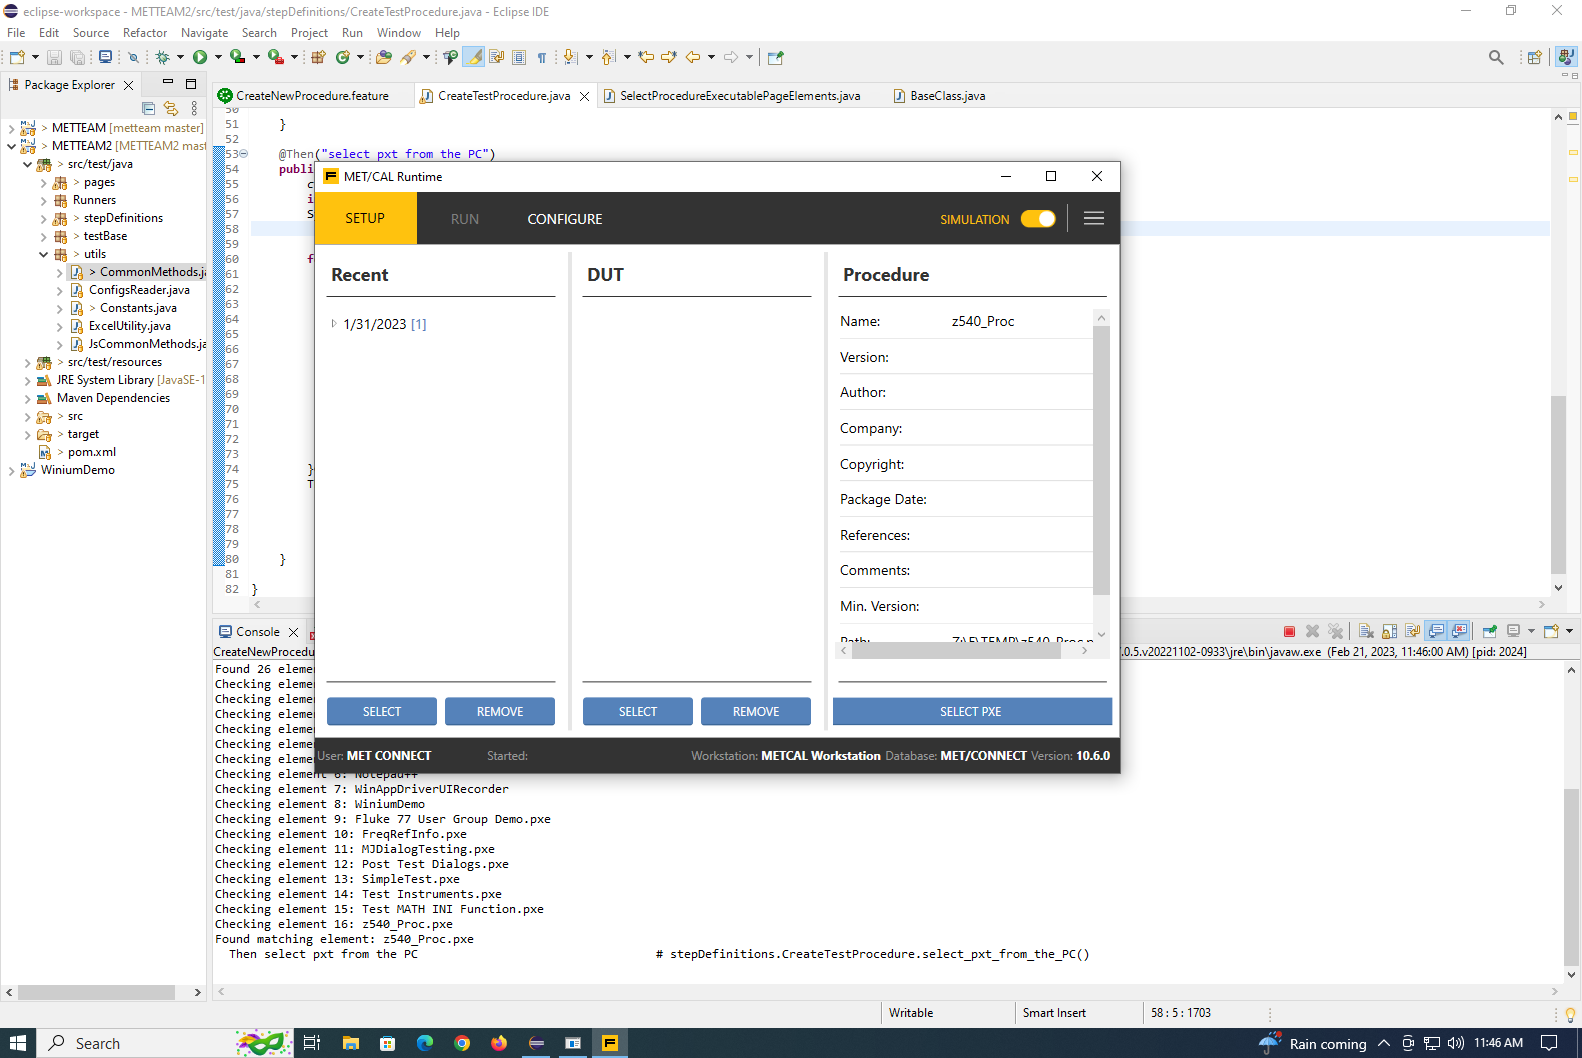 eclipse-workspace - METTEAM2/src/test/java/stepDefinitions/CreateTestProcedure.java - Eclipse IDE
File Edit Source Refactor Navigate Search Project Run Window Help
Package Explorer
> METTEAM [metteam master]
> METTEAM2 [METTEAM2 mast
> src/test/java
> pages
Runners
> stepDefinitions
> testBase
> utils
> CommonMethods.ja
ConfigsReader.java
> Constants.java
ExcelUtility.java
JsCommonMethods.ja
> src/test/resources
JRE System Library [JavaSE-1
Maven Dependencies
> src
> target
> pom.xml
WiniumDemo
CreateNewProcedure.feature CreateTestProcedure.java SelectProcedureExecutablePageElements.java BaseClass.java
50
51 }
52
53 @Then("select pxt from the PC")
54 publi
55 c
56 i
57 S
58
59
60 f
61
62
63
64
65
66
67
68
69
70
71
72
73
74 }
75 T
76
77
78
79
80 }
81
82 }
MET/CAL Runtime
SETUP RUN CONFIGURE SIMULATION
Recent
1/31/2023 [1]
SELECT REMOVE
DUT
SELECT REMOVE
Procedure
Name: z540_Proc
Version:
Author:
Company:
Copyright:
Package Date:
References:
Comments:
Min. Version:
Path: Z:\F\TEMP\z540_Proc.p
SELECT PXE
User: MET CONNECT Started: Workstation: METCAL Workstation Database: MET/CONNECT Version: 10.6.0
Console
CreateNewProcedu .0.5.v20221102-0933\jre\bin\javaw.exe (Feb 21, 2023, 11:46:00 AM) [pid: 2024]
Found 26 eleme
Checking eleme
Checking eleme
Checking eleme
Checking eleme
Checking eleme
Checking eleme
Checking element 6: Notepad++
Checking element 7: WinAppDriverUIRecorder
Checking element 8: WiniumDemo
Checking element 9: Fluke 77 User Group Demo.pxe
Checking element 10: FreqRefInfo.pxe
Checking element 11: MJDialogTesting.pxe
Checking element 12: Post Test Dialogs.pxe
Checking element 13: SimpleTest.pxe
Checking element 14: Test Instruments.pxe
Checking element 15: Test MATH INI Function.pxe
Checking element 16: z540_Proc.pxe
Found matching element: z540_Proc.pxe
Then select pxt from the PC # stepDefinitions.CreateTestProcedure.select_pxt_from_the_PC()
Writable Smart Insert 58 : 5 : 1703
Search Rain coming 11:46 AM